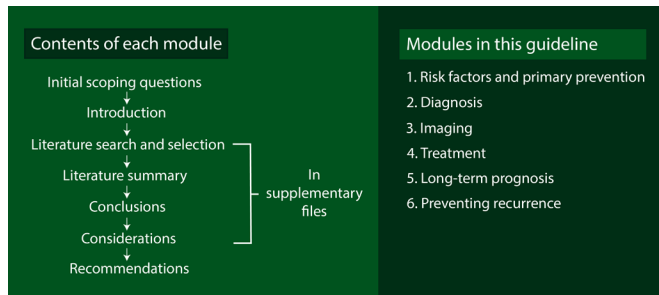 Contents of each module
Initial scoping questions
Introduction
Literature search and selection
Literature summary
Conclusions
Considerations
Recommendations
In
supplementary
files
Modules in this guideline
1. Risk factors and primary prevention
2. Diagnosis
3. Imaging
4. Treatment
5. Long-term prognosis
6. Preventing recurrence